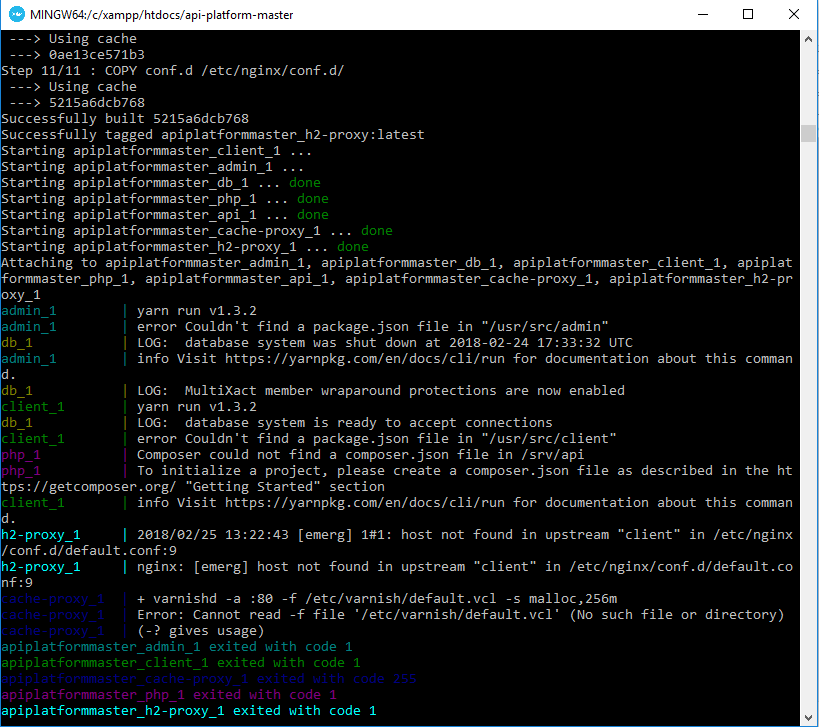 MINGW64:/c/xampp/htdocs/api-platform-master
---> Using cache
---> 0ae13ce571b3
Step 11/11 : COPY conf.d /etc/nginx/conf.d/
---> Using cache
---> 5215a6dcb768
Successfully built 5215a6dcb768
Successfully tagged apiplatformmaster_h2-proxy:latest
Starting apiplatformmaster_client_1 ...
Starting apiplatformmaster_admin_1 ...
Starting apiplatformmaster_db_1 ... done
Starting apiplatformmaster_php_1 ... done
Starting apiplatformmaster_api_1 ... done
Starting apiplatformmaster_cache-proxy_1 ... done
Starting apiplatformmaster_h2-proxy_1 ... done
Attaching to apiplatformmaster_admin_1, apiplatformmaster_db_1, apiplatformmaster_client_1, apiplat
formmaster_php_1, apiplatformmaster_api_1, apiplatformmaster_cache-proxy_1, apiplatformmaster_h2-pr
oxy_1
admin_1 | yarn run v1.3.2
admin_1 | error Couldn't find a package.json file in "/usr/src/admin"
db_1 | LOG: database system was shut down at 2018-02-24 17:33:32 UTC
admin_1 | info Visit https://yarnpkg.com/en/docs/cli/run for documentation about this comman
d.
db_1 | LOG: MultiXact member wraparound protections are now enabled
client_1 | yarn run v1.3.2
db_1 | LOG: database system is ready to accept connections
client_1 | error Couldn't find a package.json file in "/usr/src/client"
php_1 | Composer could not find a composer.json file in /srv/api
php_1 | To initialize a project, please create a composer.json file as described in the ht
tps://getcomposer.org/ "Getting Started" section
client_1 | info Visit https://yarnpkg.com/en/docs/cli/run for documentation about this comman
d.
h2-proxy_1 | 2018/02/25 13:22:43 [emerg] 1#1: host not found in upstream "client" in /etc/nginx
/conf.d/default.conf:9
h2-proxy_1 | nginx: [emerg] host not found in upstream "client" in /etc/nginx/conf.d/default.co
nf:9
cache-proxy_1 | + varnishd -a :80 -f /etc/varnish/default.vcl -s malloc,256m
cache-proxy_1 | Error: Cannot read -f file '/etc/varnish/default.vcl' (No such file or directory)
cache-proxy_1 | (-? gives usage)
apiplatformmaster_admin_1 exited with code 1
apiplatformmaster_client_1 exited with code 1
apiplatformmaster_cache-proxy_1 exited with code 255
apiplatformmaster_php_1 exited with code 1
apiplatformmaster_h2-proxy_1 exited with code 1